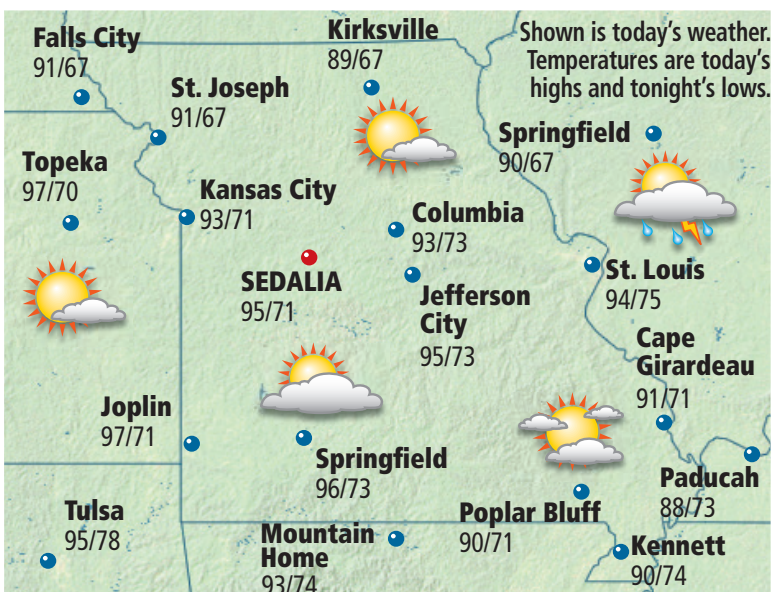 Falls City
91/67
Kirksville
89/67
Shown is today's weather.
Temperatures are today's
highs and tonight's lows.
St. Joseph
91/67
Springfield
90/67
Topeka
97/70
Kansas City
93/71
Columbia
93/73
SEDALIA
95/71
Jefferson
City
95/73
St. Louis
94/75
Cape
Girardeau
91/71
Joplin
97/71
Springfield
96/73
Paducah
88/73
Tulsa
95/78
Mountain
Home
93/74
Poplar Bluff
90/71
Kennett
90/74